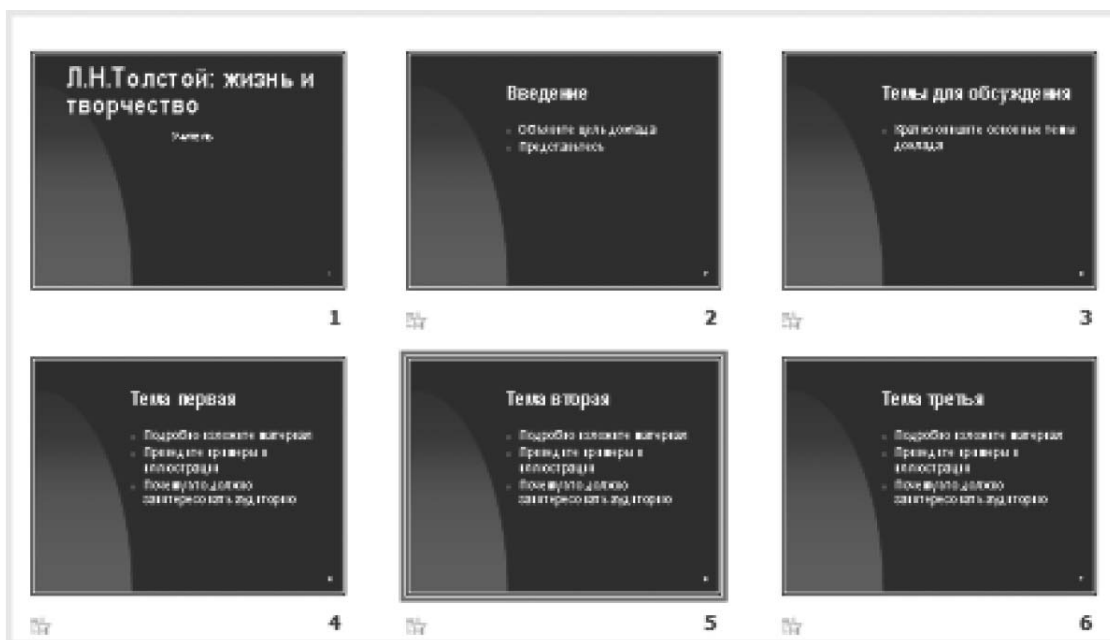 Л.Н.Толстой: жизнь и
творчество
Учитель
1
Введение
Объявите цель доклада
Представьтесь
2
Темы для обсуждения
Кратко опишите основные темы
доклада
3
Тема первая
Подробно изложите материал
Приведите примеры и
иллюстрации
Почему это должно
заинтересовать аудиторию
4
Тема вторая
Подробно изложите материал
Приведите примеры и
иллюстрации
Почему это должно
заинтересовать аудиторию
5
Тема третья
Подробно изложите материал
Приведите примеры и
иллюстрации
Почему это должно
заинтересовать аудиторию
6